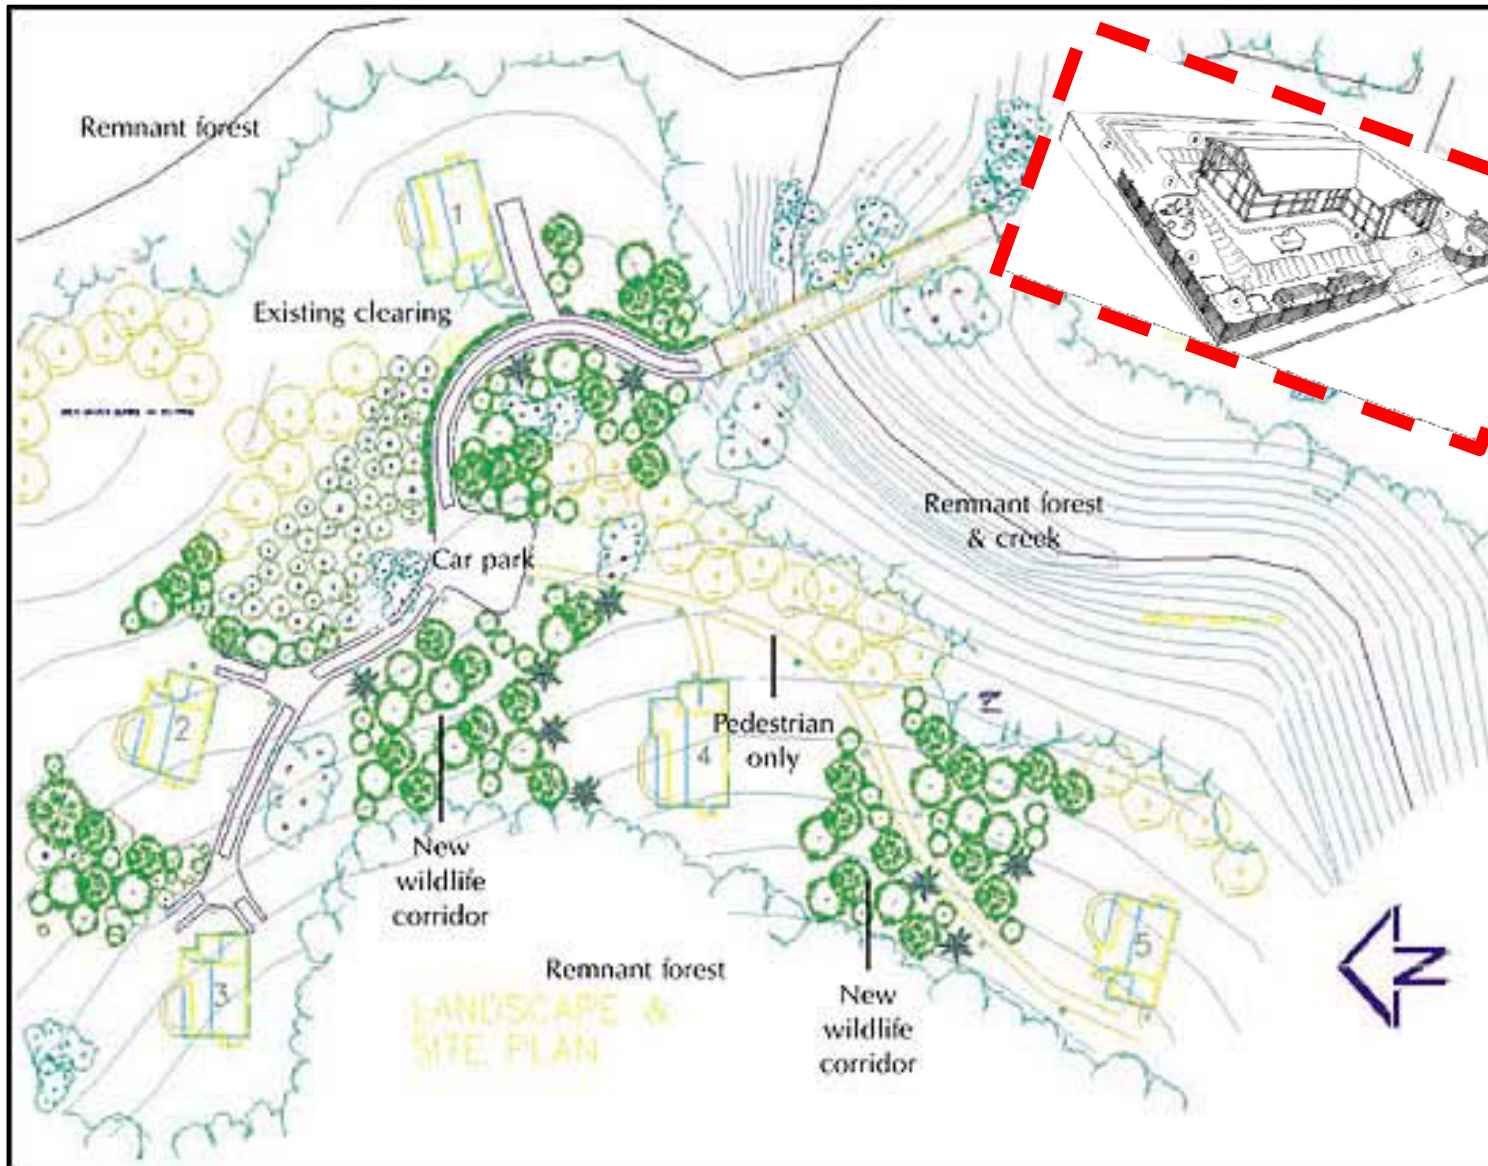 Remnant forest
1
Existing clearing
Remnant forest
& creek
Car park
2
Pedestrian
only
4
New
wildlife
corridor
Remnant forest
5
3
LANDSCAPE &
SITE PLAN
New
wildlife
corridor
N